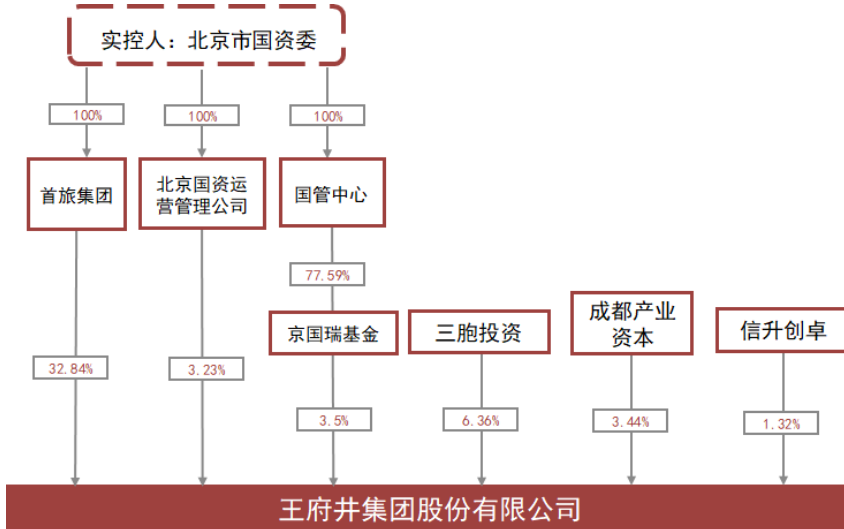 实控人：北京市国资委
100%
100%
100%
首旅集团
北京国资运
营管理公司
国管中心
77.59%
京国瑞基金
三胞投资
成都产业
资本
信升创卓
32.84%
3.23%
3.5%
6.36%
3.44%
1.32%
王府井集团股份有限公司